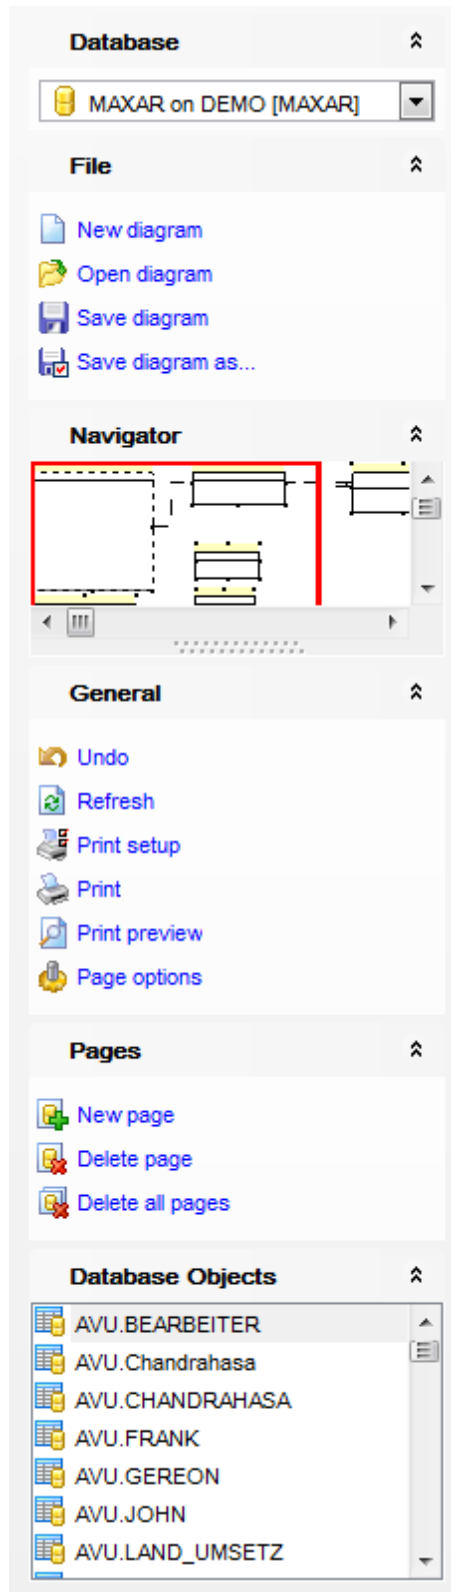 Database
MAXAR on DEMO [MAXAR]
File
New diagram
Open diagram
Save diagram
Save diagram as...
Navigator
General
Undo
Refresh
Print setup
Print
Print preview
Page options
Pages
New page
Delete page
Delete all pages
Database Objects
AVU.BEARBEITER
AVU.Chandrahasa
AVU.CHANDRAHASA
AVU.FRANK
AVU.GEREON
AVU.JOHN
AVU.LAND_UMSETZ